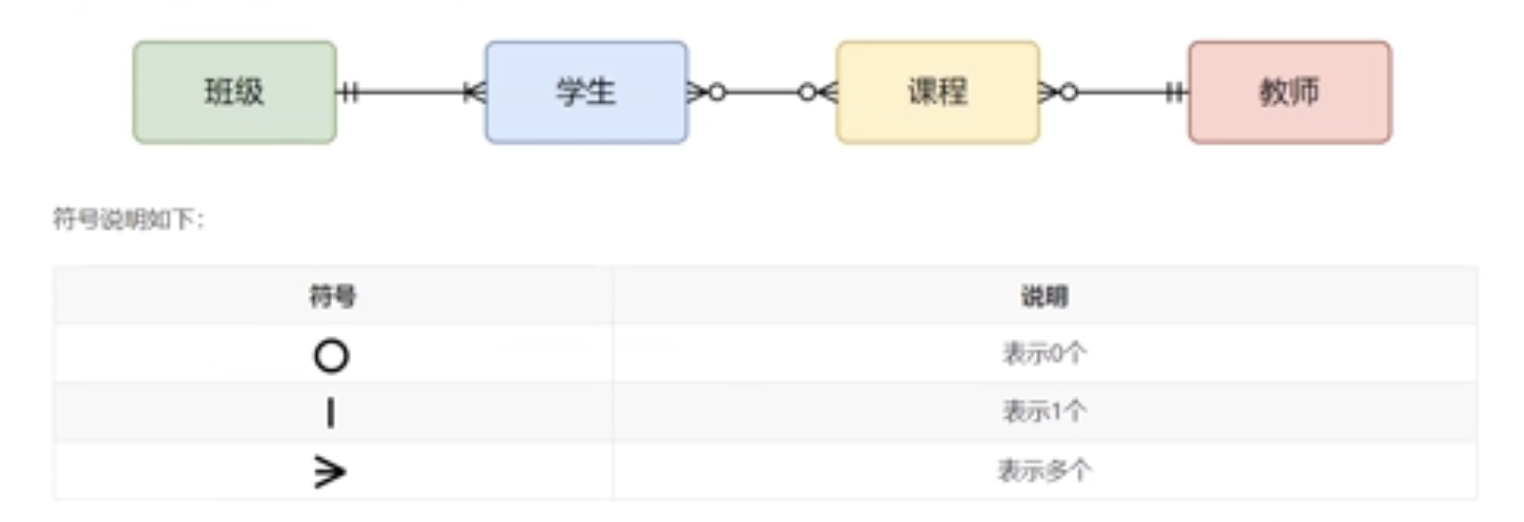 班级 学生 课程 教师
符号说明如下：
符号 说明
表示0个
表示1个
表示多个